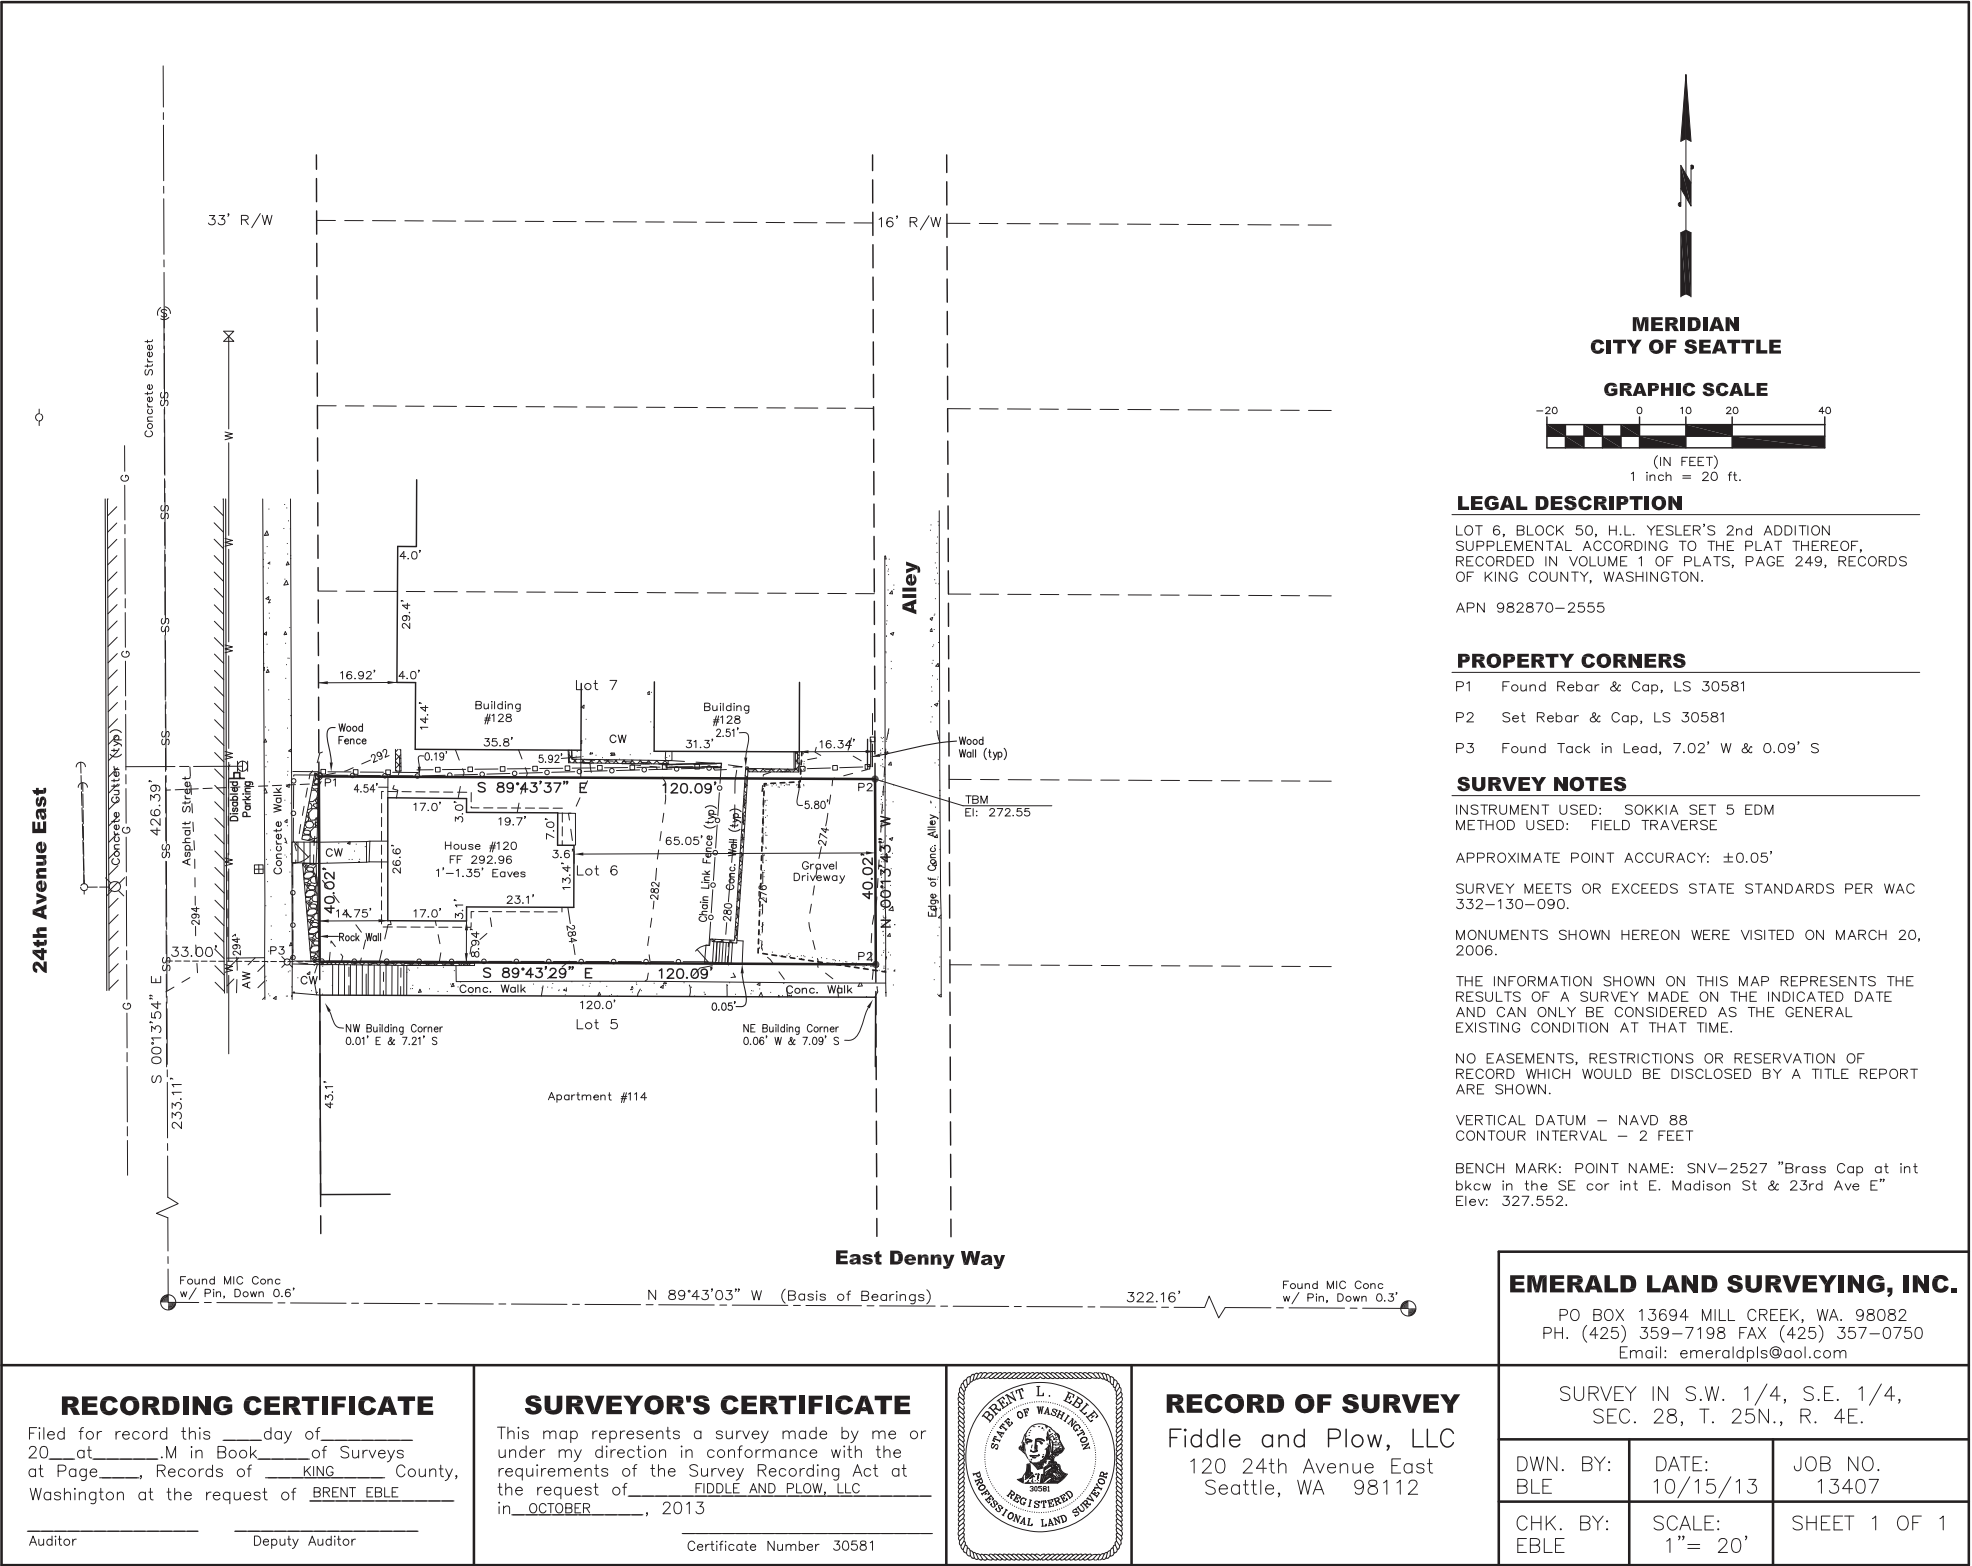 33' R/W
16' R/W
Concrete Street
S
SS
SS
SS
SS
SS
SS
W
W
W
W
W
W
G
G
G
G
Concrete Gutter (typ)
Asphalt Street
426.39'
Disabled
Parking
Concrete Walk
24th Avenue East
33.00'
294
294'
AW
S 00°13'54" E
233.11'
4.0'
29.4'
4.0'
16.92'
14.4'
Building
#128
35.8'
Lot 7
CW
Building
#128
2.51'
31.3'
16.34'
Wood
Fence
292
0.19'
5.92'
Wood
Wall (typ)
P1
4.54'
S 89°43'37" E
120.09'
P2
TBM
El: 272.55
5.80'
17.0'
3.0'
19.7'
7.0'
CW
26.6'
House #120
FF 292.96
1'-1.35' Eaves
3.6'
13.4'
65.05'
Lot 6
Chain Link Fence (typ)
Conc. Wall (typ)
274
Gravel
Driveway
40.02'
40.02'
N 00°13'43" W
Edge of Conc. Alley
Alley
23.1'
14.75'
17.0'
3.1'
282
280
276
Rock Wall
8.94'
284
P3
P2
CW
S 89°43'29" E
120.09'
Conc. Walk
Conc. Walk
120.0'
0.05'
Lot 5
NW Building Corner
0.01' E & 7.21' S
NE Building Corner
0.06' W & 7.09' S
43.1'
Apartment #114
East Denny Way
Found MIC Conc
w/ Pin, Down 0.6'
N 89°43'03" W (Basis of Bearings)
322.16'
Found MIC Conc
w/ Pin, Down 0.3'
N
MERIDIAN
CITY OF SEATTLE
GRAPHIC SCALE
-20 0 10 20 40
(IN FEET)
1 inch = 20 ft.
LEGAL DESCRIPTION
LOT 6, BLOCK 50, H.L. YESLER'S 2nd ADDITION
SUPPLEMENTAL ACCORDING TO THE PLAT THEREOF,
RECORDED IN VOLUME 1 OF PLATS, PAGE 249, RECORDS
OF KING COUNTY, WASHINGTON.
APN 982870-2555
PROPERTY CORNERS
P1 Found Rebar & Cap, LS 30581
P2 Set Rebar & Cap, LS 30581
P3 Found Tack in Lead, 7.02' W & 0.09' S
SURVEY NOTES
INSTRUMENT USED: SOKKIA SET 5 EDM
METHOD USED: FIELD TRAVERSE
APPROXIMATE POINT ACCURACY: ±0.05'
SURVEY MEETS OR EXCEEDS STATE STANDARDS PER WAC
332-130-090.
MONUMENTS SHOWN HEREON WERE VISITED ON MARCH 20,
2006.
THE INFORMATION SHOWN ON THIS MAP REPRESENTS THE
RESULTS OF A SURVEY MADE ON THE INDICATED DATE
AND CAN ONLY BE CONSIDERED AS THE GENERAL
EXISTING CONDITION AT THAT TIME.
NO EASEMENTS, RESTRICTIONS OR RESERVATION OF
RECORD WHICH WOULD BE DISCLOSED BY A TITLE REPORT
ARE SHOWN.
VERTICAL DATUM - NAVD 88
CONTOUR INTERVAL - 2 FEET
BENCH MARK: POINT NAME: SNV-2527 "Brass Cap at int
bkcw in the SE cor int E. Madison St & 23rd Ave E"
Elev: 327.552.
EMERALD LAND SURVEYING, INC.
PO BOX 13694 MILL CREEK, WA. 98082
PH. (425) 359-7198 FAX (425) 357-0750
Email: emeraldpls@aol.com
RECORDING CERTIFICATE
Filed for record this ____day of_________
20___at_______.M in Book_____of Surveys
at Page____, Records of ____KING_____ County,
Washington at the request of BRENT EBLE
Auditor Deputy Auditor
SURVEYOR'S CERTIFICATE
This map represents a survey made by me or
under my direction in conformance with the
requirements of the Survey Recording Act at
the request of______FIDDLE AND PLOW, LLC______
in__OCTOBER_____, 2013
Certificate Number 30581
BRENT L. EBLE
STATE OF WASHINGTON
30581
REGISTERED
PROFESSIONAL LAND SURVEYOR
RECORD OF SURVEY
Fiddle and Plow, LLC
120 24th Avenue East
Seattle, WA 98112
SURVEY IN S.W. 1/4, S.E. 1/4,
SEC. 28, T. 25N., R. 4E.
DWN. BY:
BLE
DATE:
10/15/13
JOB NO.
13407
CHK. BY:
EBLE
SCALE:
1"= 20'
SHEET 1 OF 1